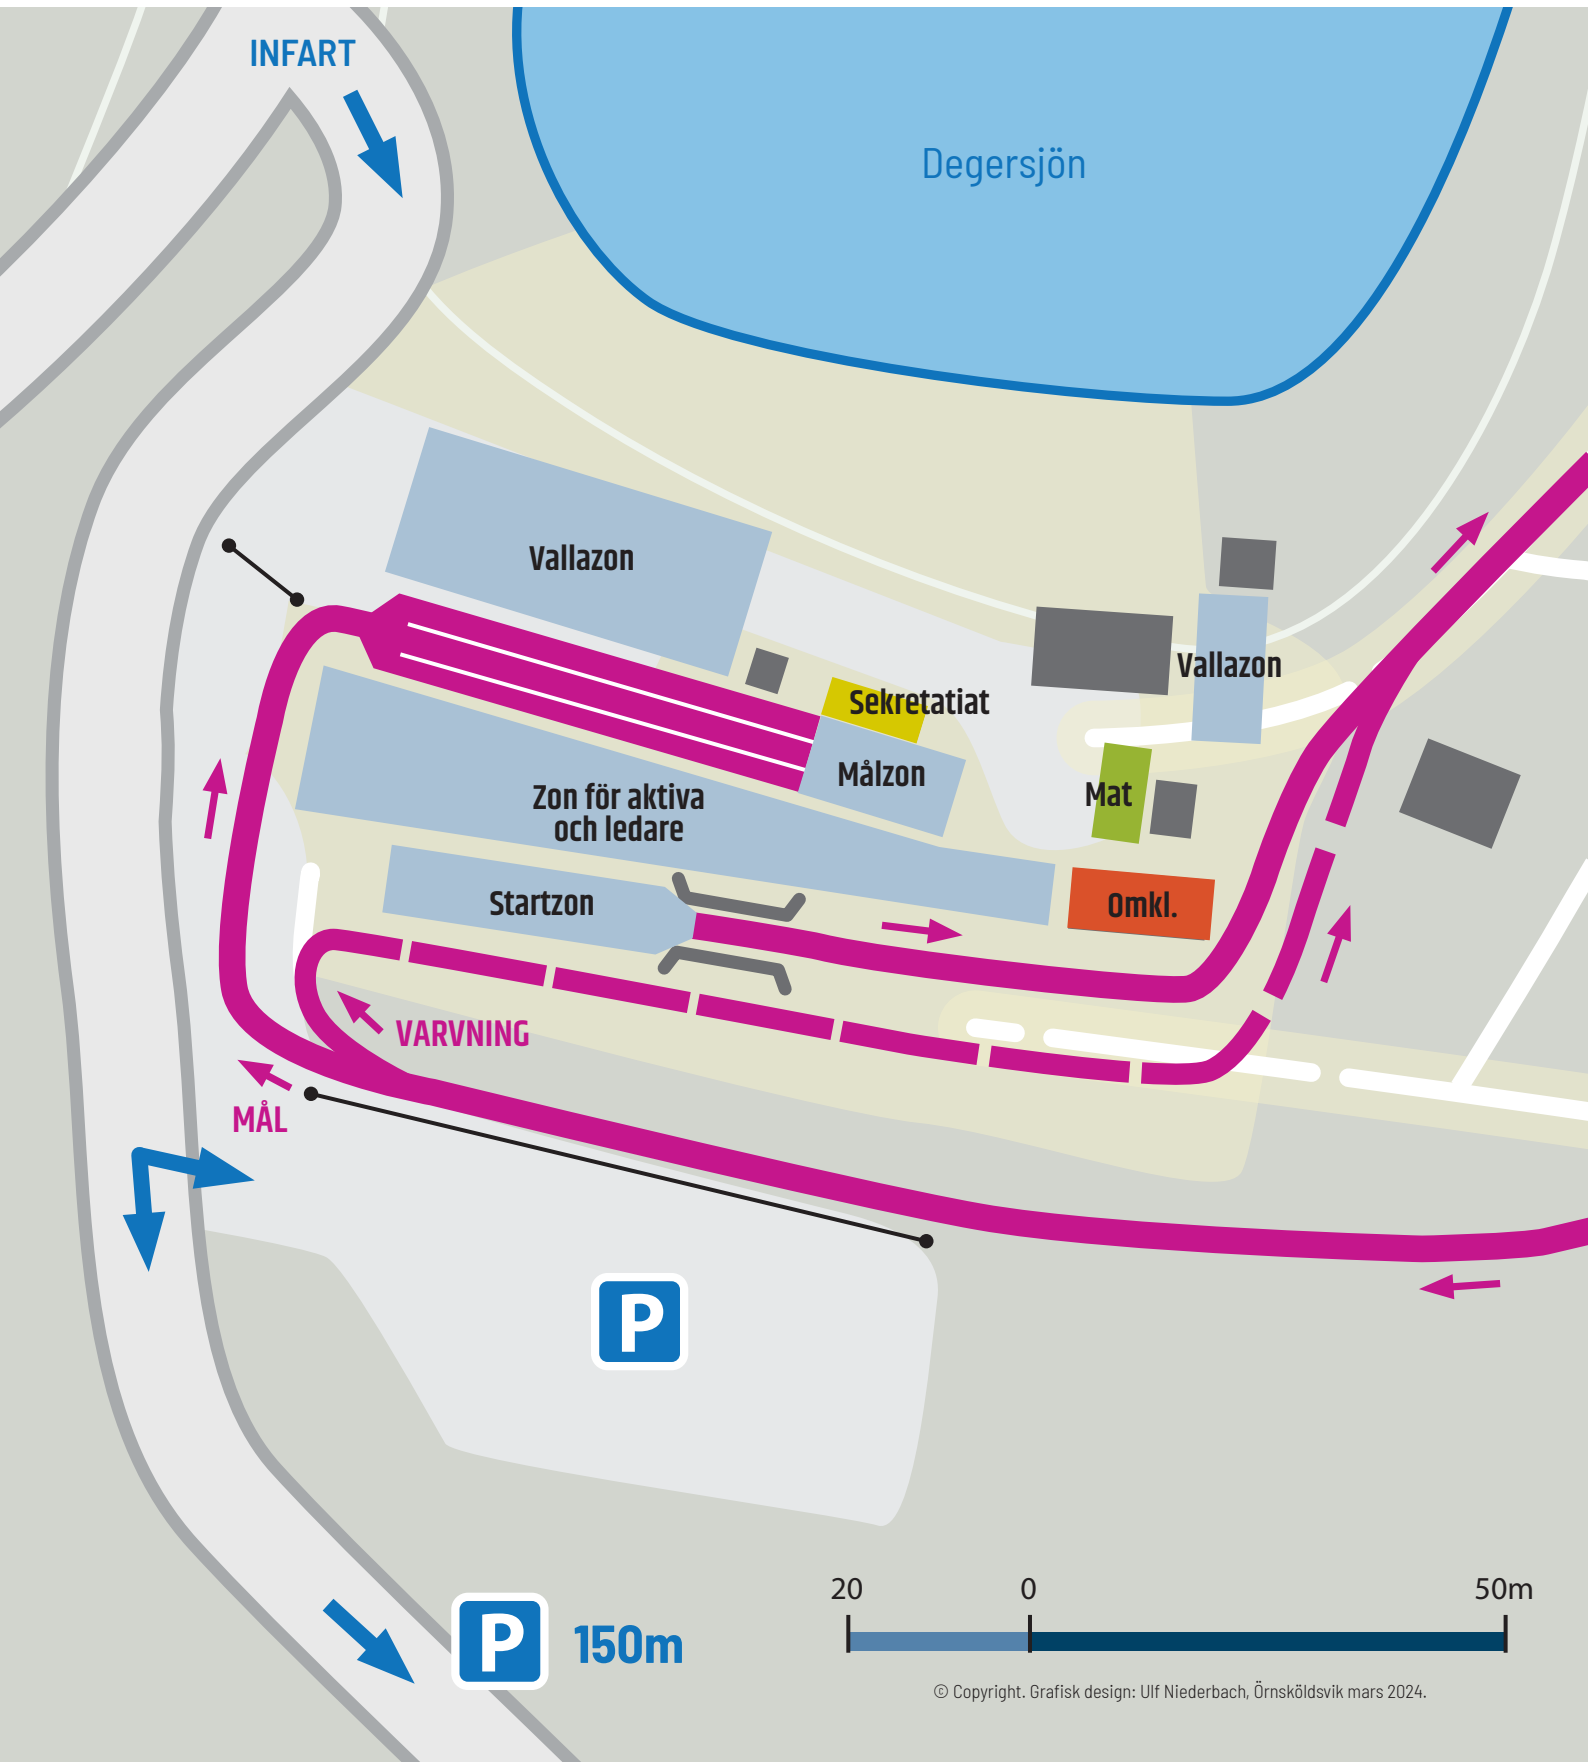 INFART
Degersjön
Vallazon
Vallazon
Sekretatiat
Målzon
Mat
Zon för aktiva
och ledare
Startzon
Omkl.
VARVNING
MÅL
P
20 0 50m
P 150m
© Copyright. Grafisk design: Ulf Niederbach, Örnsköldsvik mars 2024.